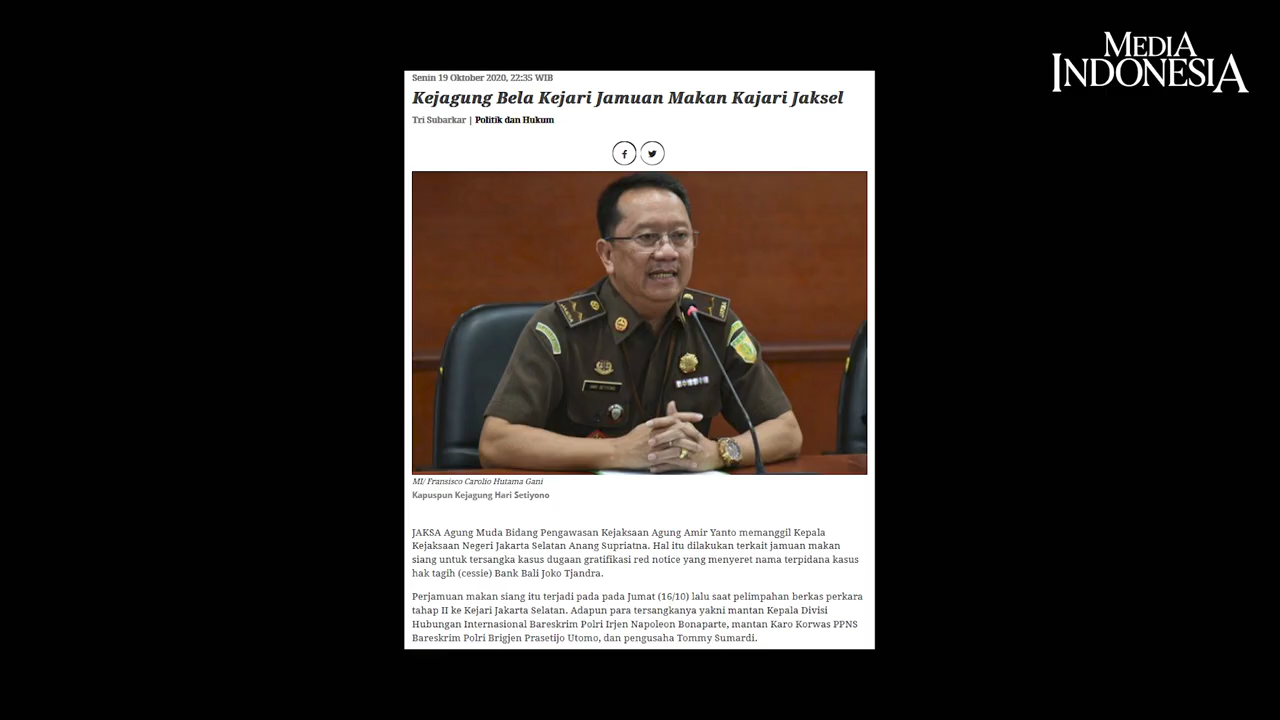 MEDIA
INDONESIA
Senin 19 Oktober 2020, 22:35 WIB
Kejagung Bela Kejari Jamuan Makan Kajari Jaksel
Tri Subarkar | Politik dan Hukum
MI/ Fransisco Carolio Hutama Gani
Kapuspun Kejagung Hari Setiyono
JAKSA Agung Muda Bidang Pengawasan Kejaksaan Agung Amir Yanto memanggil Kepala
Kejaksaan Negeri Jakarta Selatan Anang Supriatna. Hal itu dilakukan terkait jamuan makan
siang untuk tersangka kasus dugaan gratifikasi red notice yang menyeret nama terpidana kasus
hak tagih (cessie) Bank Bali Joko Tjandra.
Perjamuan makan siang itu terjadi pada pada Jumat (16/10) lalu saat pelimpahan berkas perkara
tahap II ke Kejari Jakarta Selatan. Adapun para tersangkanya yakni mantan Kepala Divisi
Hubungan Internasional Bareskrim Polri Irjen Napoleon Bonaparte, mantan Karo Korwas PPNS
Bareskrim Polri Brigjen Prasetijo Utomo, dan pengusaha Tommy Sumardi.